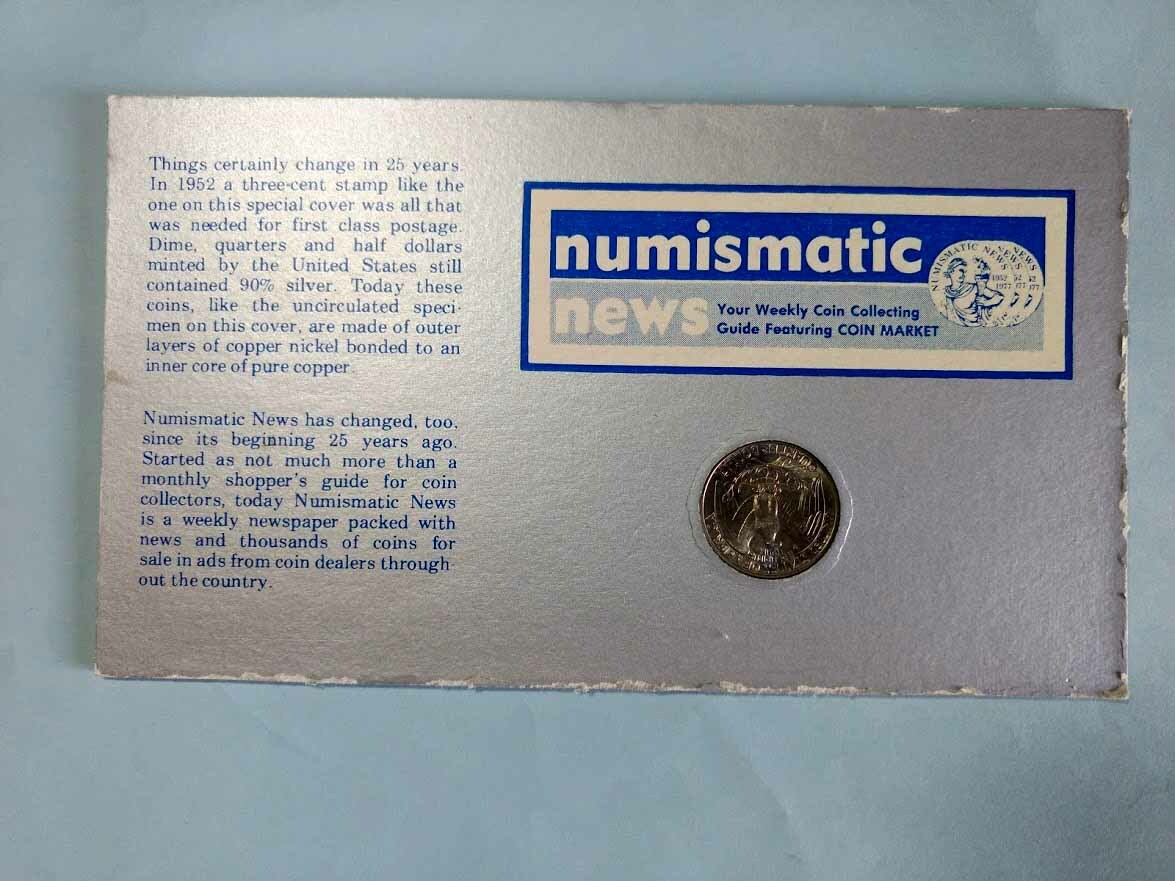 Things certainly change in 25 years.
In 1952 a three-cent stamp like the
one on this special cover was all that
was needed for first class postage.
Dime, quarters and half dollars
minted by the United States still
contained 90% silver. Today these
coins, like the uncirculated speci-
men on this cover, are made of outer
layers of copper nickel bonded to an
inner core of pure copper.
Numismatic News has changed, too,
since its beginning 25 years ago.
Started as not much more than a
monthly shopper's guide for coin
collectors, today Numismatic News
is a weekly newspaper packed with
news and thousands of coins for
sale in ads from coin dealers through-
out the country.
numismatic
news
Your Weekly Coin Collecting
Guide Featuring COIN MARKET
NUMISMATIC NEWS
NEWS
NEWS
1952 52 52
1977 177 177